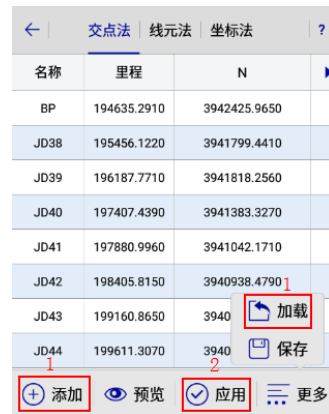 ← 交点法 线元法 坐标法 ?
名称 里程 N
BP 194635.2910 3942425.9650
JD38 195456.1220 3941799.4410
JD39 196187.7710 3941818.2560
JD40 197407.4390 3941383.3270
JD41 197880.9960 3941042.1710
JD42 198405.8150 3940938.4790
1
JD43 199160.8650 3940 加载
JD44 199611.3070 3940 保存
1 2
添加 预览 应用 更多